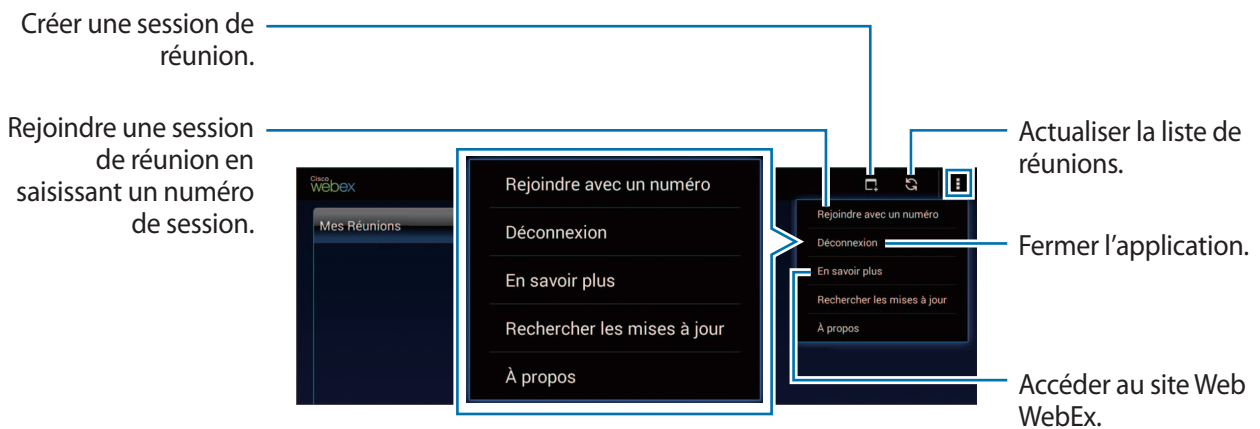 Créer une session de
réunion.
Rejoindre une session
de réunion en
saisissant un numéro
de session.
Cisco
webex
Mes Réunions
Rejoindre avec un numéro
Déconnexion
En savoir plus
Rechercher les mises à jour
À propos
Rejoindre avec un numéro
Déconnexion
En savoir plus
Rechercher les mises à jour
À propos
Actualiser la liste de
réunions.
Fermer l’application.
Accéder au site Web
WebEx.